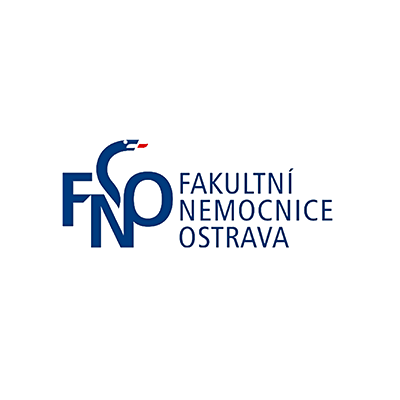 FNO
FAKULTNÍ
NEMOCNICE
OSTRAVA